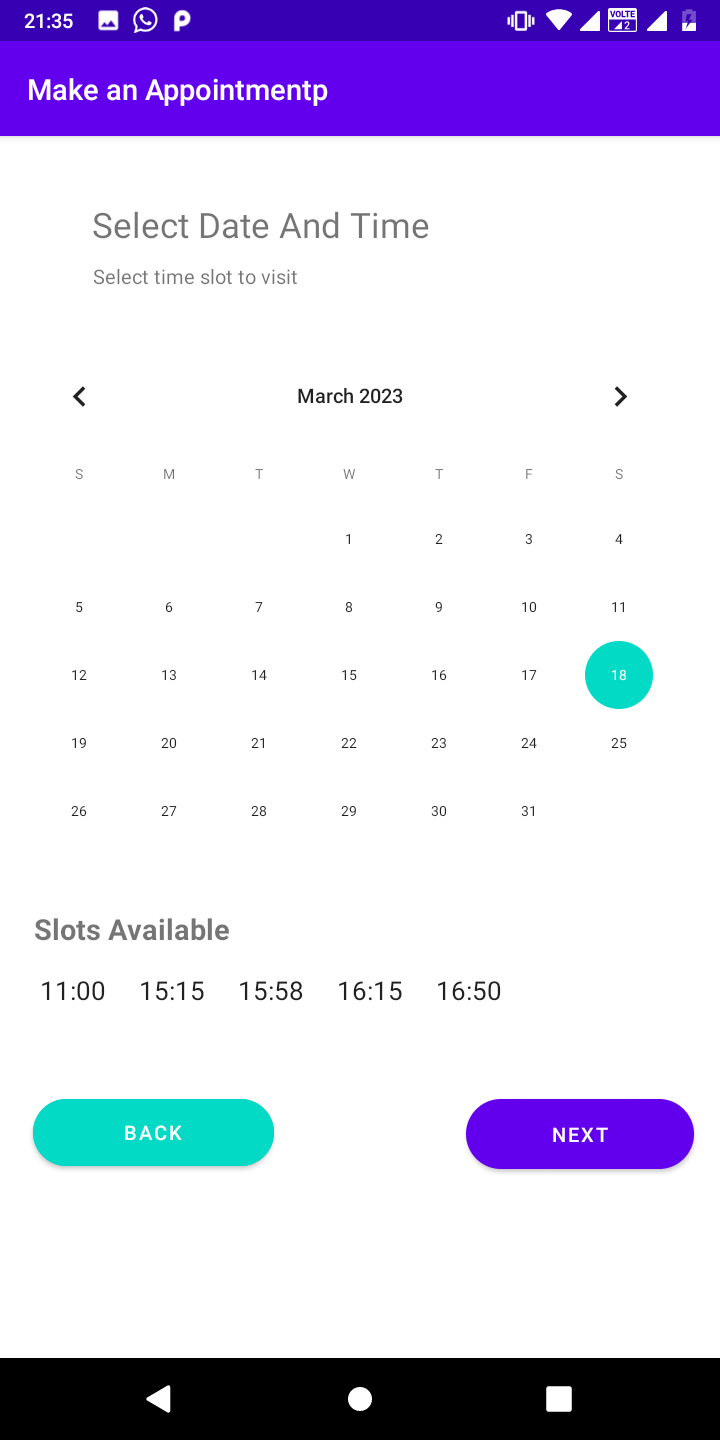 21:35 VOLTE 2
Make an Appointmentp
Select Date And Time
Select time slot to visit
March 2023
S M T W T F S
1 2 3 4
5 6 7 8 9 10 11
12 13 14 15 16 17 18
19 20 21 22 23 24 25
26 27 28 29 30 31
Slots Available
11:00 15:15 15:58 16:15 16:50
BACK NEXT